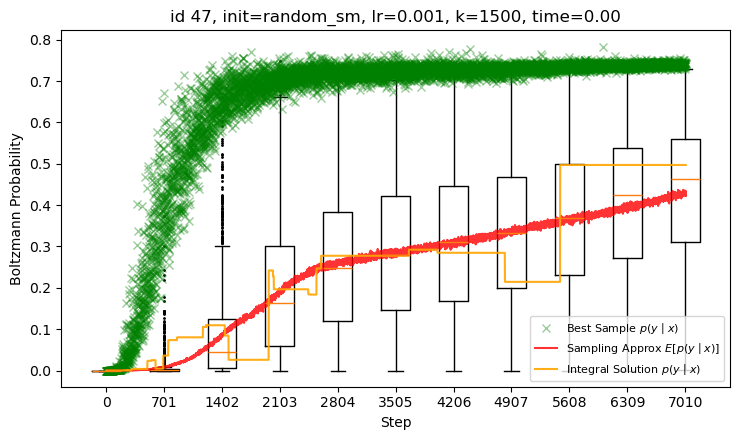 id 47, init=random_sm, lr=0.001, k=1500, time=0.00
Boltzmann Probability
0.8
0.7
0.6
0.5
0.4
0.3
0.2
0.1
0.0
Best Sample p(y | x)
Sampling Approx E[p(y | x)]
Integral Solution p(y | x)
0 701 1402 2103 2804 3505 4206 4907 5608 6309 7010
Step